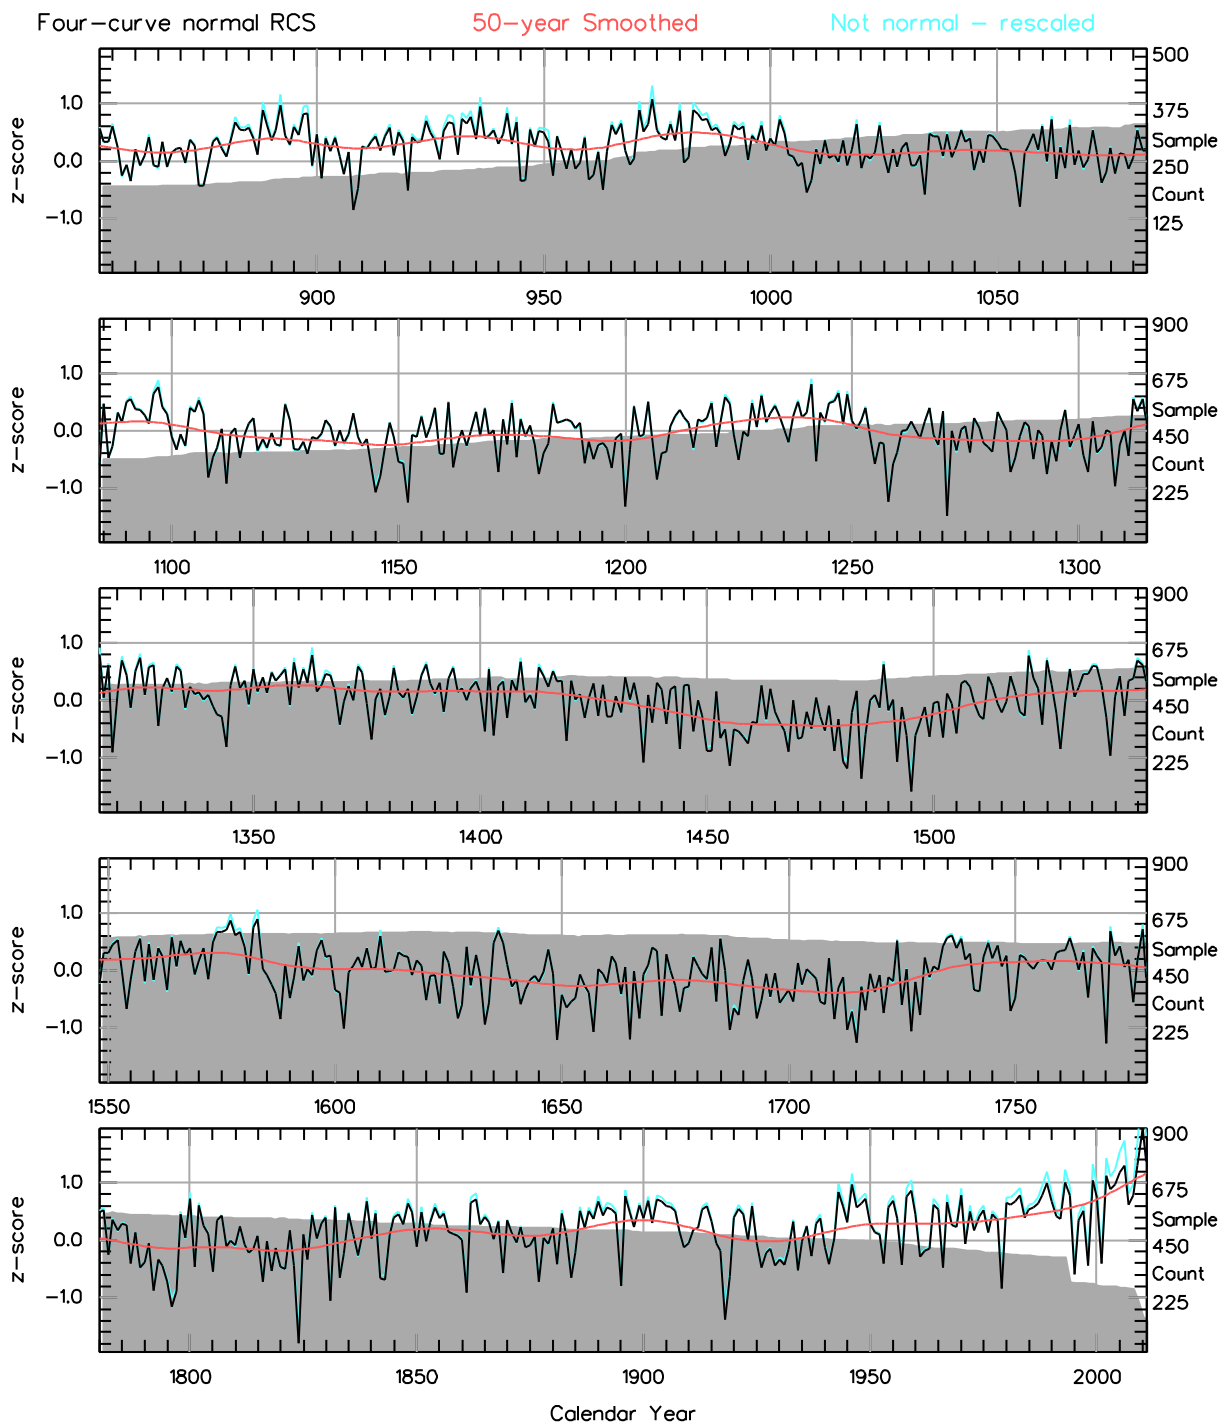 Four-curve normal RCS 50-year Smoothed Not normal - rescaled
500
1.0 375
z-score Sample
0.0 250
Count
-1.0 125
900 950 1000 1050
900
1.0 675
z-score Sample
0.0 450
Count
-1.0 225
1100 1150 1200 1250 1300
900
1.0 675
z-score Sample
0.0 450
Count
-1.0 225
1350 1400 1450 1500
900
1.0 675
z-score Sample
0.0 450
Count
-1.0 225
1550 1600 1650 1700 1750
900
1.0 675
z-score Sample
0.0 450
Count
-1.0 225
1800 1850 1900 1950 2000
Calendar Year